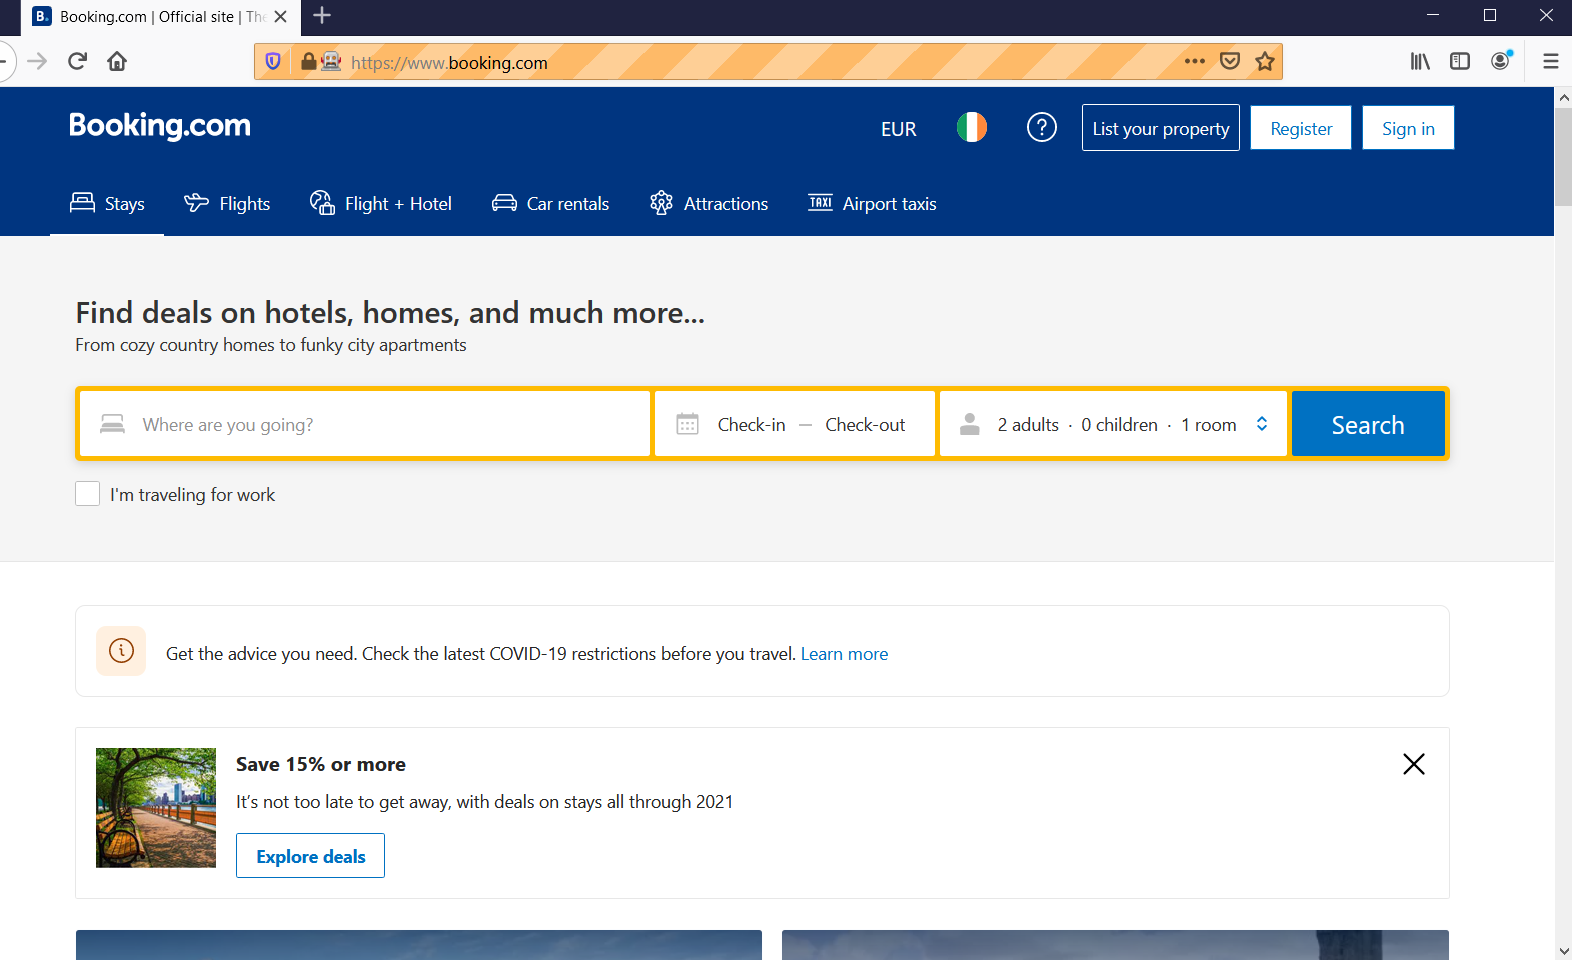 B. Booking.com | Official site | The
https://www.booking.com
Booking.com
EUR
?
List your property
Register
Sign in
Stays
Flights
Flight + Hotel
Car rentals
Attractions
TAXI Airport taxis
Find deals on hotels, homes, and much more...
From cozy country homes to funky city apartments
Where are you going?
Check-in — Check-out
2 adults · 0 children · 1 room
Search
I'm traveling for work
Get the advice you need. Check the latest COVID-19 restrictions before you travel. Learn more
Save 15% or more
It’s not too late to get away, with deals on stays all through 2021
Explore deals